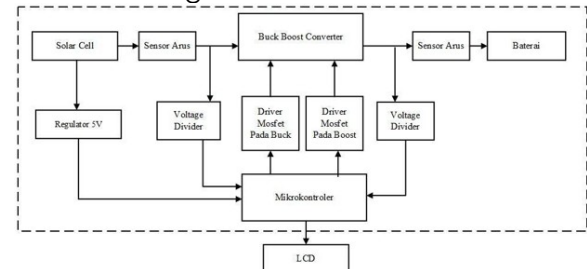 Solar Cell
Sensor Arus
Buck Boost Converter
Sensor Arus
Baterai
Regulator 5V
Voltage
Divider
Driver
Mosfet
Pada Buck
Driver
Mosfet
Pada Boost
Voltage
Divider
Mikrokontroler
LCD